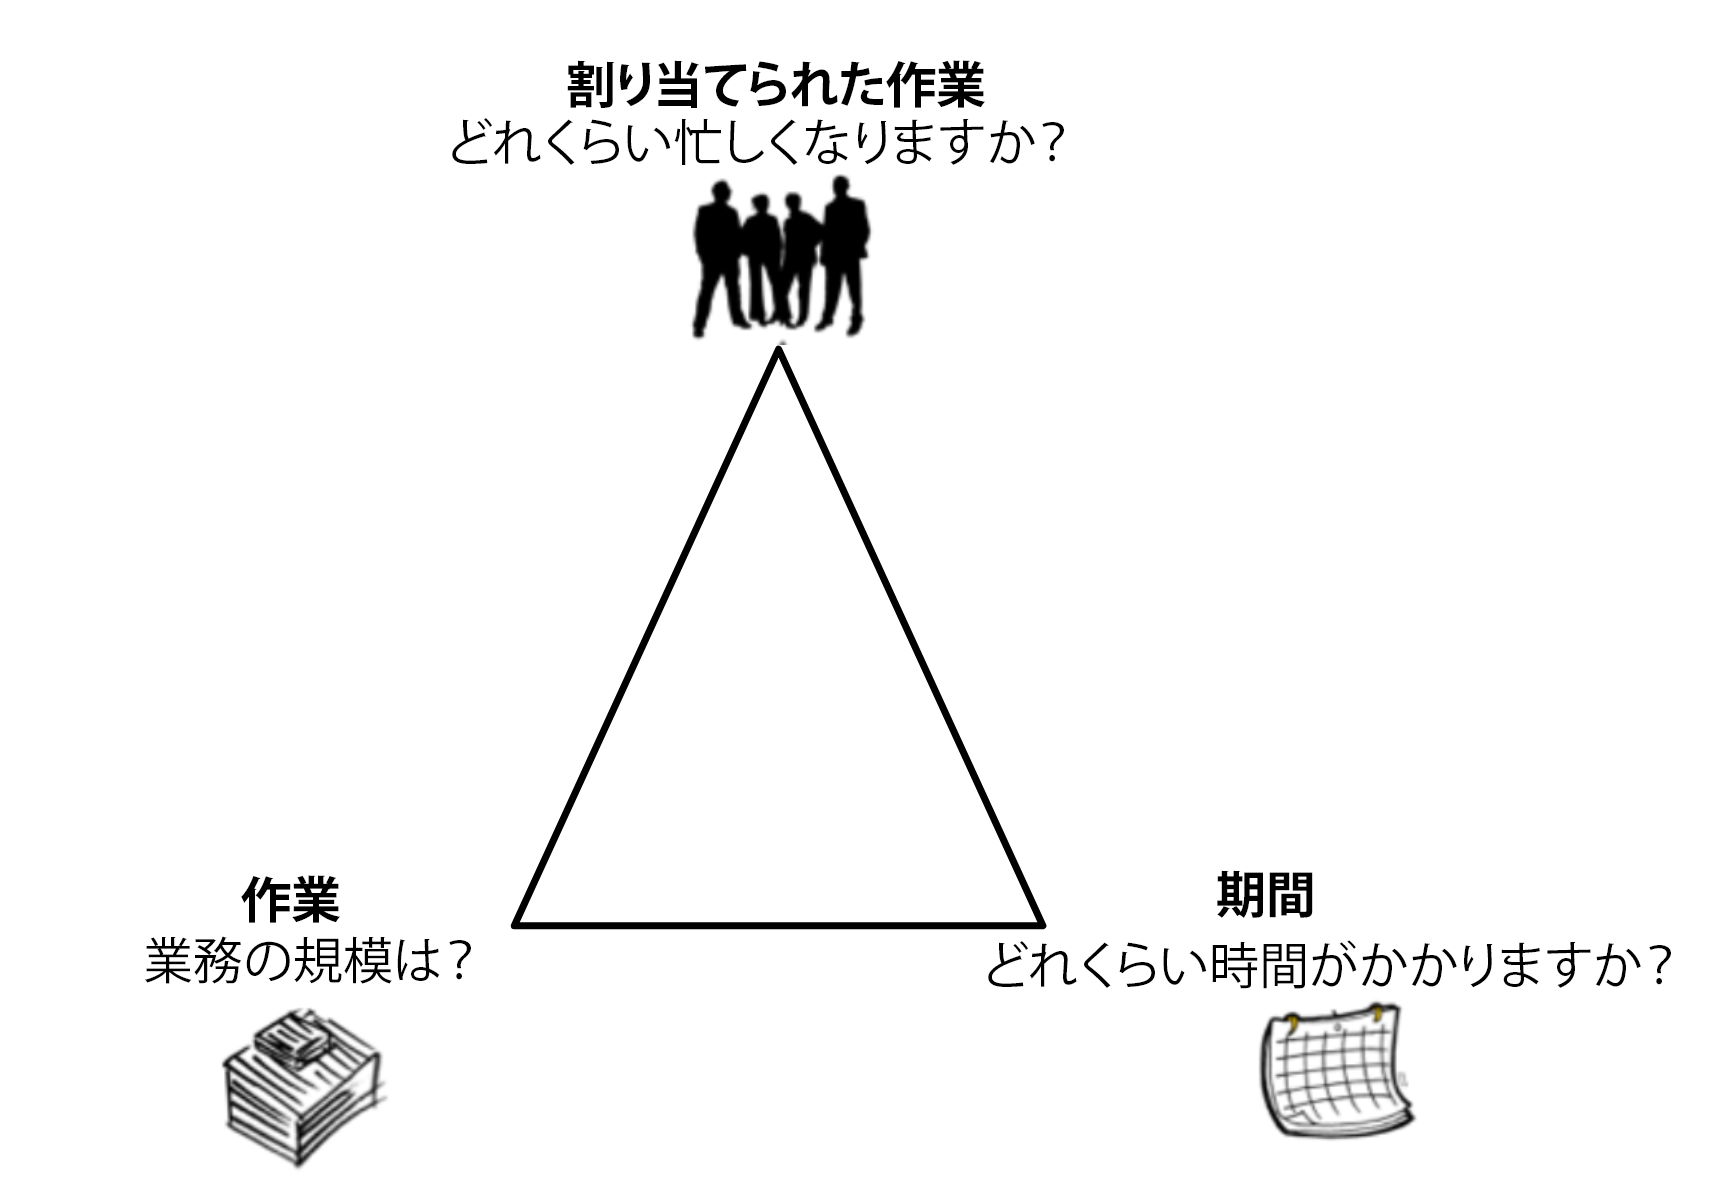 割り当てられた作業
どれくらい忙しくなりますか？
作業
業務の規模は？
期間
どれくらい時間がかかりますか？